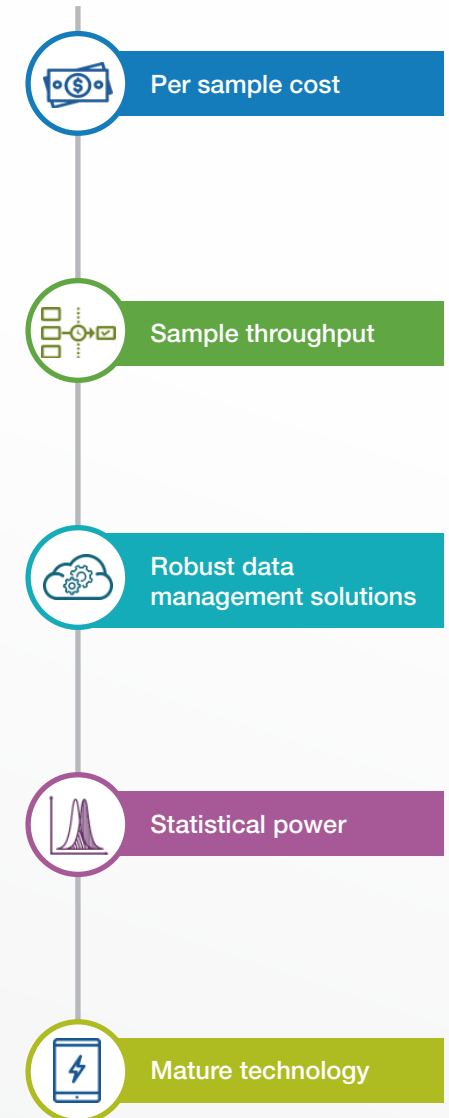 Per sample cost
Sample throughput
Robust data
management solutions
Statistical power
Mature technology